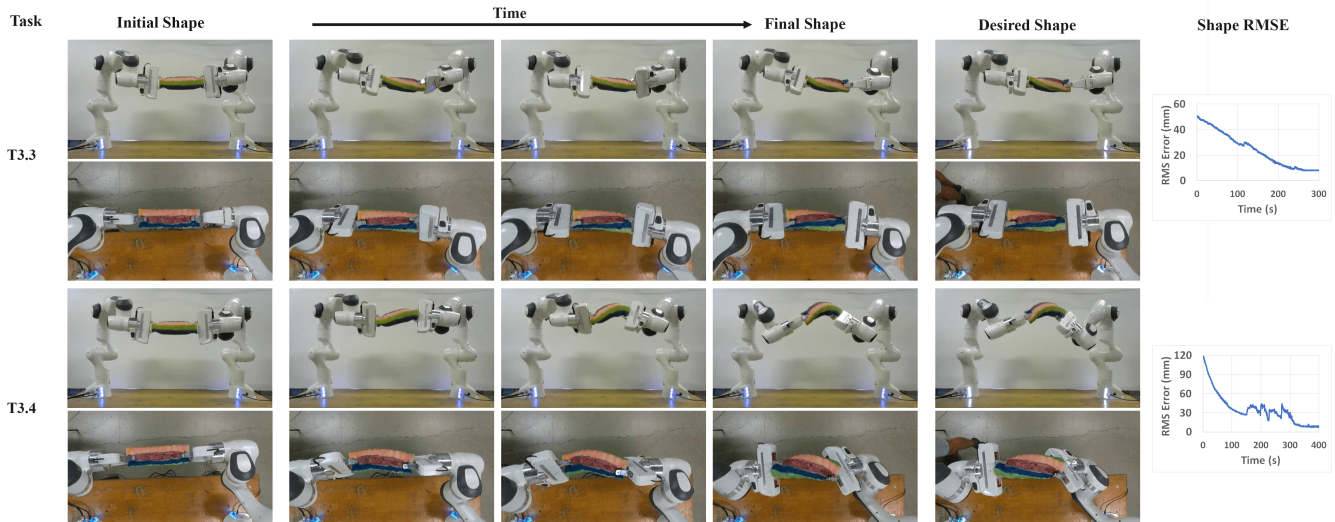 Task
Initial Shape
Time
Final Shape
Desired Shape
Shape RMSE
T3.3
RMS Error (mm)
60
40
20
0
0 100 200 300
Time (s)
T3.4
RMS Error (mm)
120
90
60
30
0
0 100 200 300 400
Time (s)